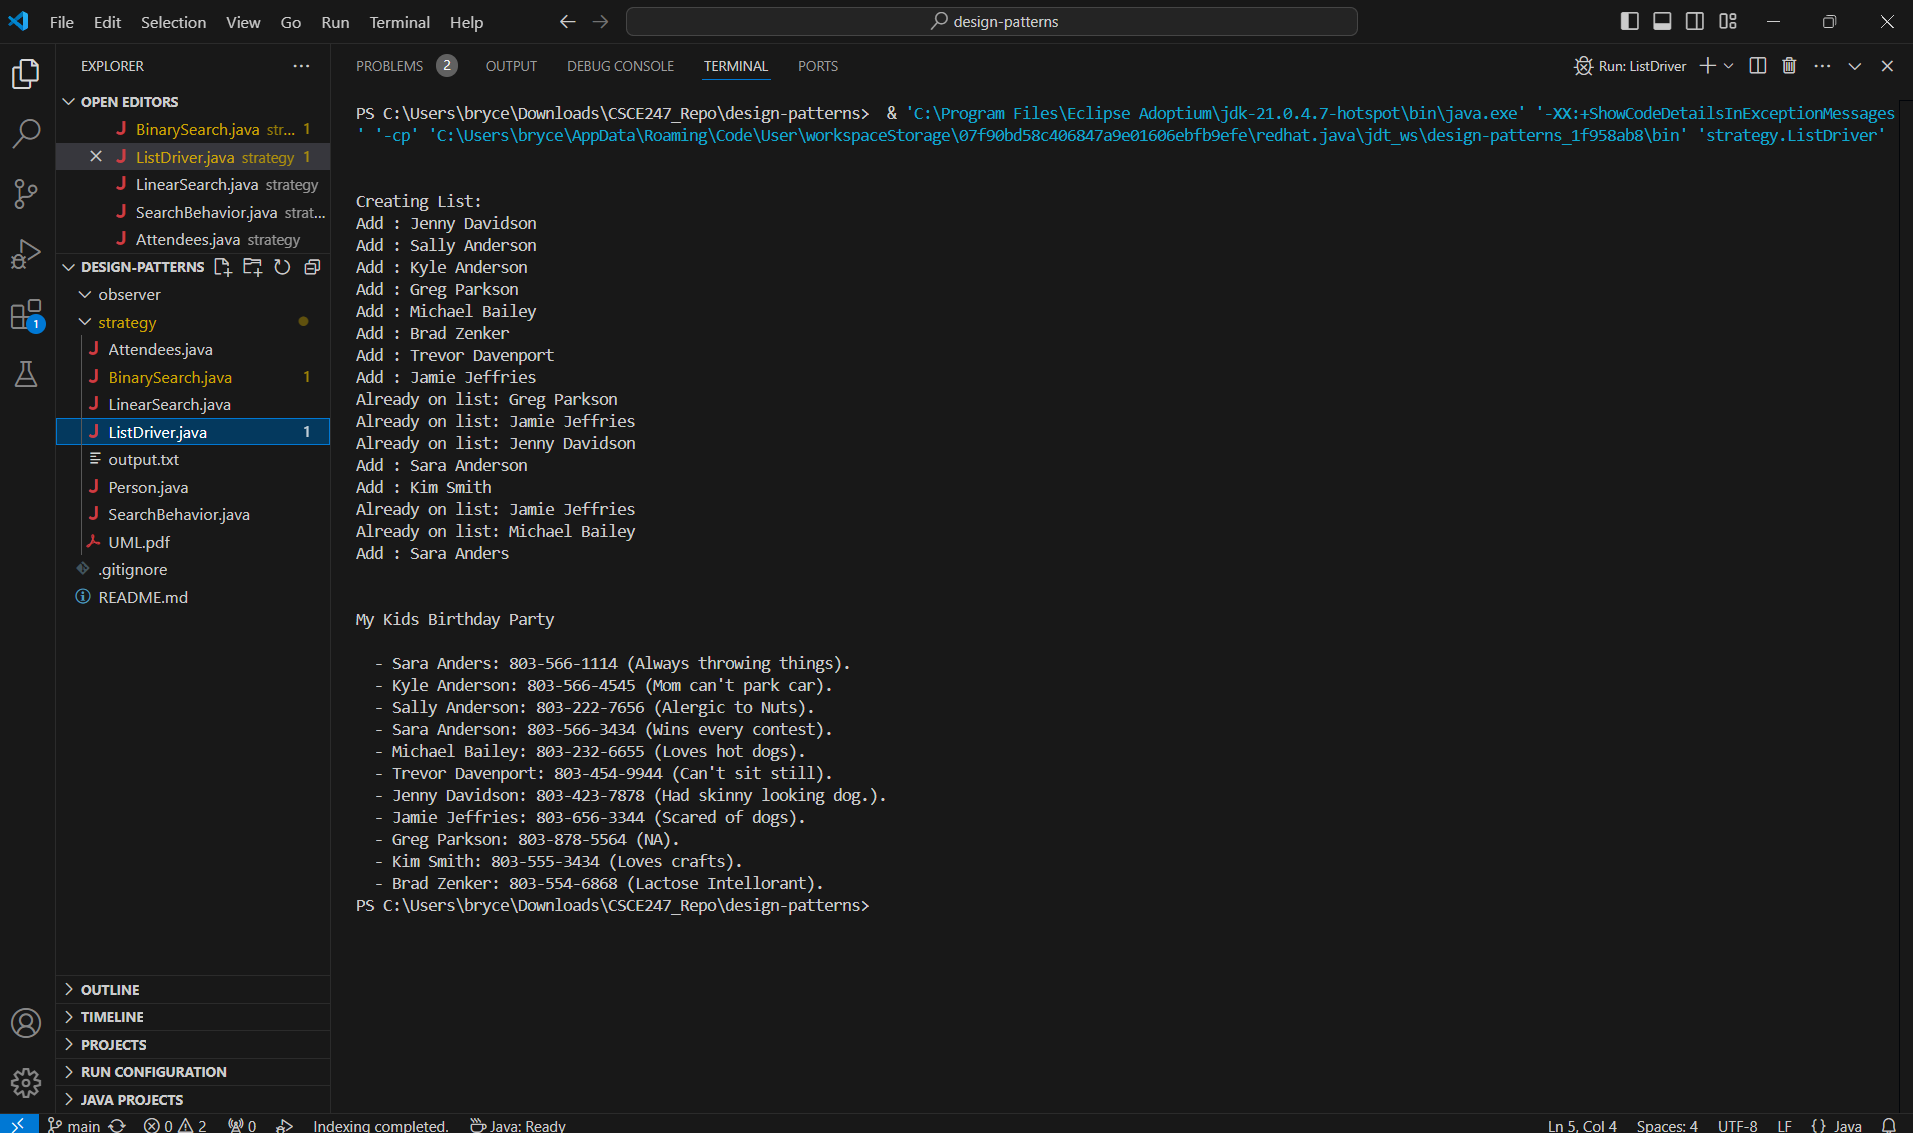 File Edit Selection View Go Run Terminal Help
design-patterns
EXPLORER
OPEN EDITORS
BinarySearch.java str... 1
ListDriver.java strategy 1
LinearSearch.java strategy
SearchBehavior.java strat...
Attendees.java strategy
DESIGN-PATTERNS
observer
strategy
Attendees.java
BinarySearch.java 1
LinearSearch.java
ListDriver.java 1
output.txt
Person.java
SearchBehavior.java
UML.pdf
.gitignore
README.md
OUTLINE
TIMELINE
PROJECTS
RUN CONFIGURATION
JAVA PROJECTS
1
PROBLEMS 2 OUTPUT DEBUG CONSOLE TERMINAL PORTS
Run: ListDriver
PS C:\Users\bryce\Downloads\CSCE247_Repo\design-patterns> & 'C:\Program Files\Eclipse Adoptium\jdk-21.0.4.7-hotspot\bin\java.exe' '-XX:+ShowCodeDetailsInExceptionMessages
' '-cp' 'C:\Users\bryce\AppData\Roaming\Code\User\workspaceStorage\07f90bd58c406847a9e01606ebfb9efe\redhat.java\jdt_ws\design-patterns_1f958ab8\bin' 'strategy.ListDriver'
Creating List:
Add : Jenny Davidson
Add : Sally Anderson
Add : Kyle Anderson
Add : Greg Parkson
Add : Michael Bailey
Add : Brad Zenker
Add : Trevor Davenport
Add : Jamie Jeffries
Already on list: Greg Parkson
Already on list: Jamie Jeffries
Already on list: Jenny Davidson
Add : Sara Anderson
Add : Kim Smith
Already on list: Jamie Jeffries
Already on list: Michael Bailey
Add : Sara Anders
My Kids Birthday Party
- Sara Anders: 803-566-1114 (Always throwing things).
- Kyle Anderson: 803-566-4545 (Mom can't park car).
- Sally Anderson: 803-222-7656 (Alergic to Nuts).
- Sara Anderson: 803-566-3434 (Wins every contest).
- Michael Bailey: 803-232-6655 (Loves hot dogs).
- Trevor Davenport: 803-454-9944 (Can't sit still).
- Jenny Davidson: 803-423-7878 (Had skinny looking dog.).
- Jamie Jeffries: 803-656-3344 (Scared of dogs).
- Greg Parkson: 803-878-5564 (NA).
- Kim Smith: 803-555-3434 (Loves crafts).
- Brad Zenker: 803-554-6868 (Lactose Intellorant).
PS C:\Users\bryce\Downloads\CSCE247_Repo\design-patterns>
main 0 2 0 Indexing completed. Java: Ready Ln 5, Col 4 Spaces: 4 UTF-8 LF {} Java